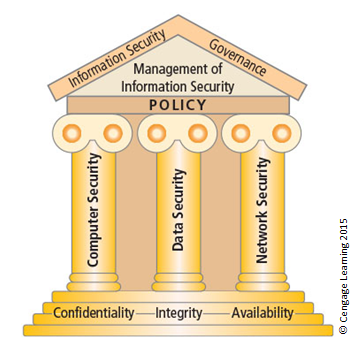 Information Security
Governance
Management of
Information Security
POLICY
Computer Security
Data Security
Network Security
Confidentiality—Integrity—Availability
© Cengage Learning 2015